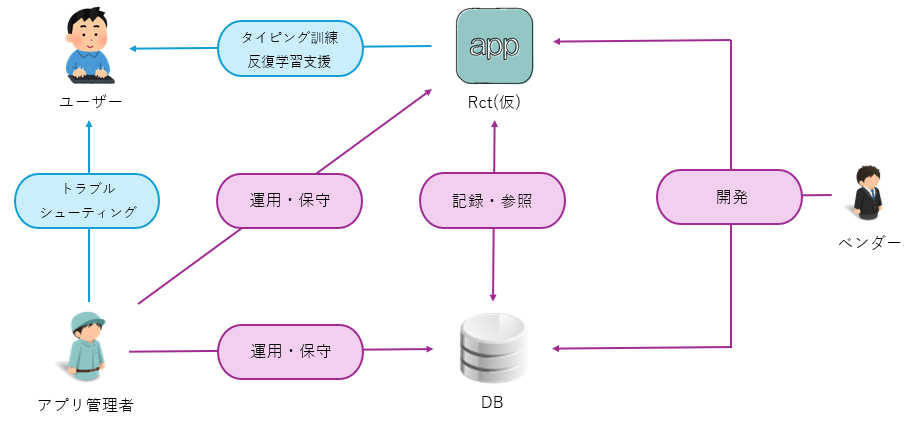 タイピング訓練
反復学習支援
app
ユーザー
Rct(仮)
トラブル
シューティング
運用・保守
記録・参照
開発
ベンダー
運用・保守
アプリ管理者
DB